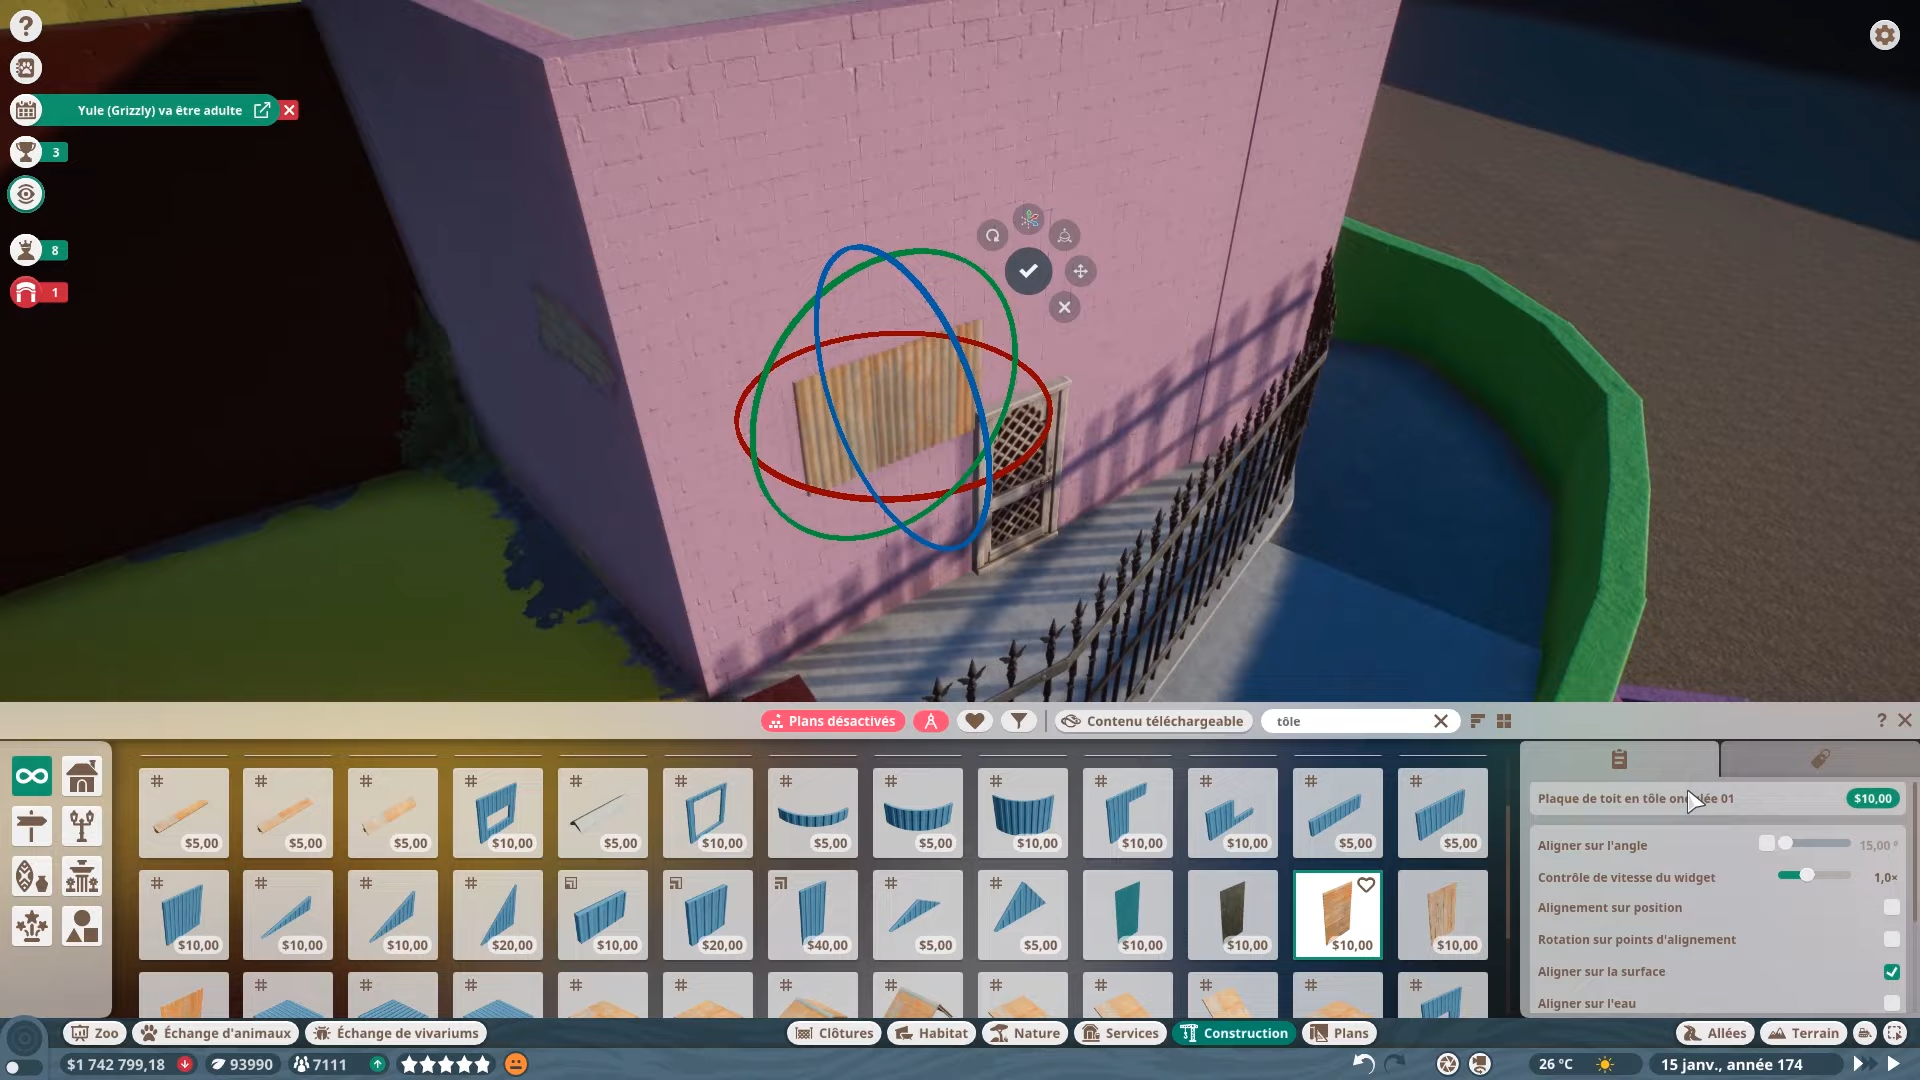 Yule (Grizzly) va être adulte
3
8
1
Plans désactivés
Contenu téléchargeable
tôle
$5,00
$5,00
$5,00
$10,00
$5,00
$10,00
$5,00
$5,00
$10,00
$10,00
$10,00
$5,00
$5,00
$10,00
$10,00
$10,00
$20,00
$10,00
$20,00
$40,00
$5,00
$5,00
$10,00
$10,00
$10,00
$10,00
Plaque de toit en tôle ondulée 01
$10,00
Aligner sur l'angle
15,00 °
Contrôle de vitesse du widget
1,0×
Alignement sur position
Rotation sur points d'alignement
Aligner sur la surface
Aligner sur l'eau
Zoo
Échange d'animaux
Échange de vivariums
Clôtures
Habitat
Nature
Services
Construction
Plans
Allées
Terrain
$1 742 799,18
93990
7111
26 °C
15 janv., année 174